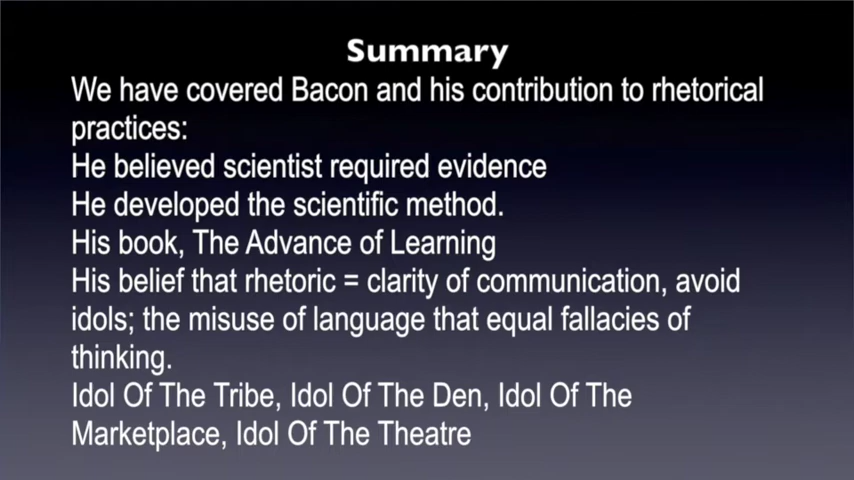 Summary
We have covered Bacon and his contribution to rhetorical
practices:
He believed scientist required evidence
He developed the scientific method.
His book, The Advance of Learning
His belief that rhetoric = clarity of communication, avoid
idols; the misuse of language that equal fallacies of
thinking.
Idol Of The Tribe, Idol Of The Den, Idol Of The
Marketplace, Idol Of The Theatre